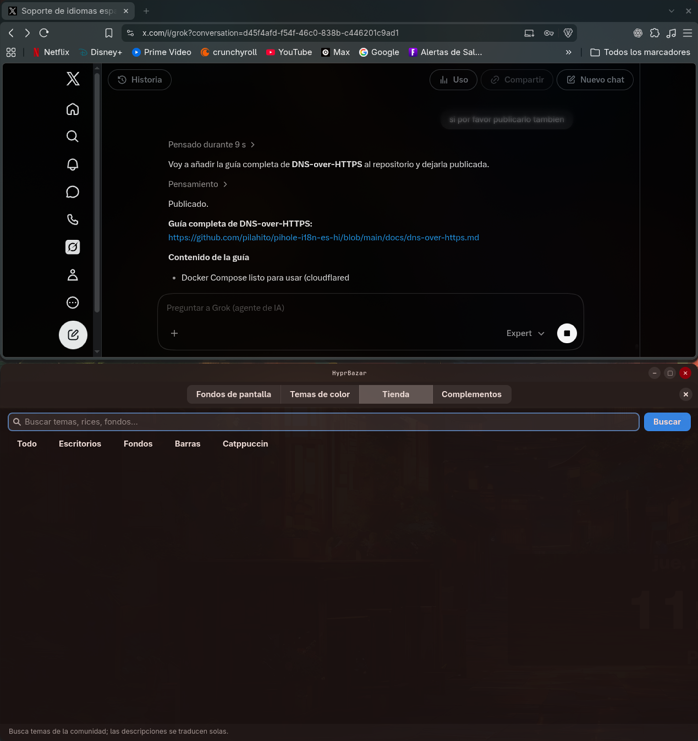 Soporte de idiomas esp
x.com/i/grok?conversation=d45f4afd-f54f-46c0-838b-c446201c9ad1
Netflix
Disney+
Prime Video
crunchyroll
YouTube
Max
Google
Alertas de Sal...
»
Todos los marcadores
Historia
Uso
Compartir
Nuevo chat
si por favor publicarlo tambien
Pensado durante 9 s
Voy a añadir la guía completa de DNS-over-HTTPS al repositorio y dejarla publicada.
Pensamiento
Publicado.
Guía completa de DNS-over-HTTPS:
https://github.com/pilahito/pihole-i18n-es-hi/blob/main/docs/dns-over-https.md
Contenido de la guía
• Docker Compose listo para usar (cloudflared
Preguntar a Grok (agente de IA)
Expert
HyprBazar
Fondos de pantalla
Temas de color
Tienda
Complementos
Buscar temas, rices, fondos...
Buscar
Todo
Escritorios
Fondos
Barras
Catppuccin
11
Busca temas de la comunidad; las descripciones se traducen solas.